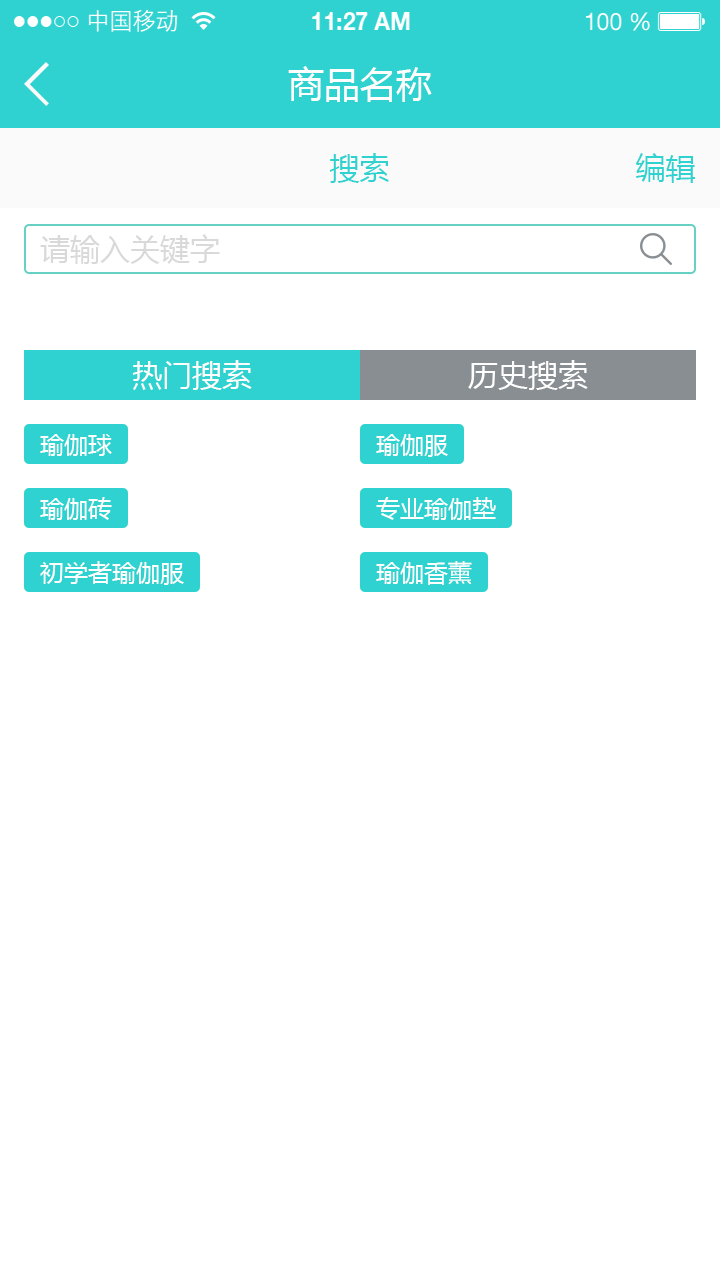 中国移动 11:27 AM 100 %
商品名称
搜索 编辑
请输入关键字
热门搜索 历史搜索
瑜伽球 瑜伽服
瑜伽砖 专业瑜伽垫
初学者瑜伽服 瑜伽香薰